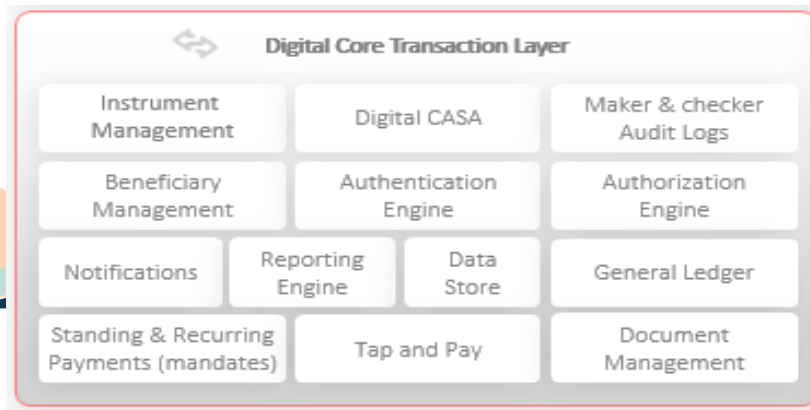 Digital Core Transaction Layer
Instrument
Management
Digital CASA
Maker & checker
Audit Logs
Beneficiary
Management
Authentication
Engine
Authorization
Engine
Notifications
Reporting
Engine
Data
Store
General Ledger
Standing & Recurring
Payments (mandates)
Tap and Pay
Document
Management